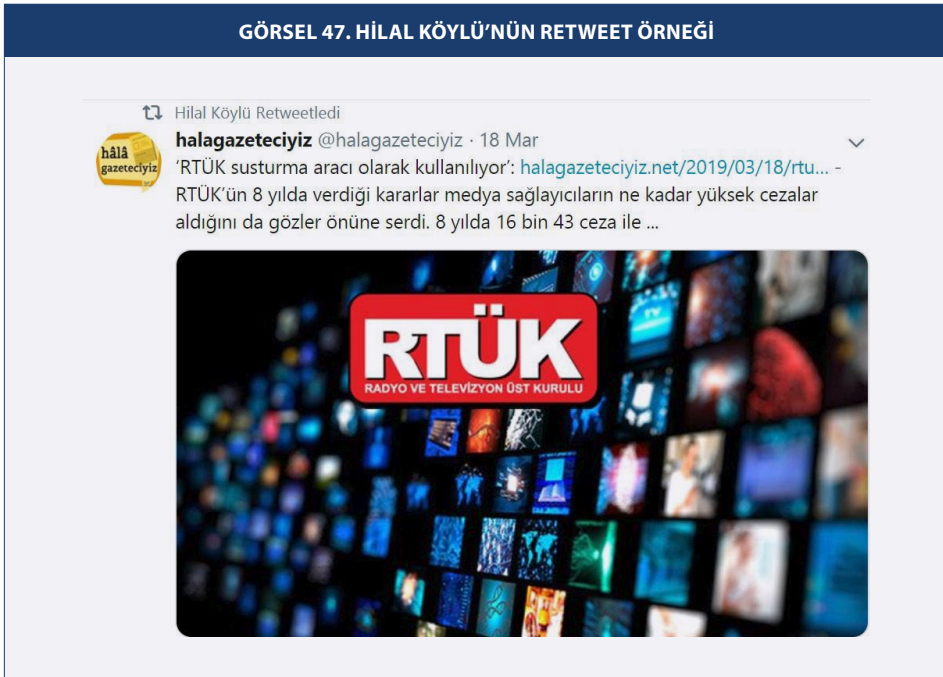 GÖRSEL 47. HİLAL KÖYLÜ’NÜN RETWEET ÖRNEĞİ
Hilal Köylü Retweetledi
hâlâ
gazeteciyiz
halagazeteciyiz @halagazeteciyiz · 18 Mar
‘RTÜK susturma aracı olarak kullanılıyor’: halagazeteciyiz.net/2019/03/18/rtu... -
RTÜK’ün 8 yılda verdiği kararlar medya sağlayıcıların ne kadar yüksek cezalar
aldığını da gözler önüne serdi. 8 yılda 16 bin 43 ceza ile ...
TV
RTÜK
RADYO VE TELEVİZYON ÜST KURULU